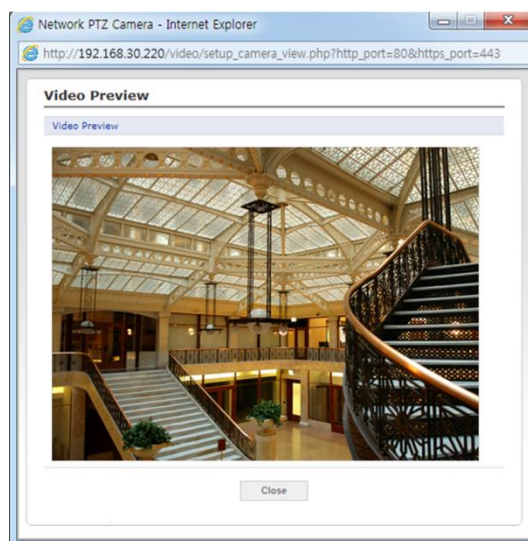 Network PTZ Camera - Internet Explorer
http://192.168.30.220/video/setup_camera_view.php?http_port=80&https_port=443
Video Preview
Video Preview
Close